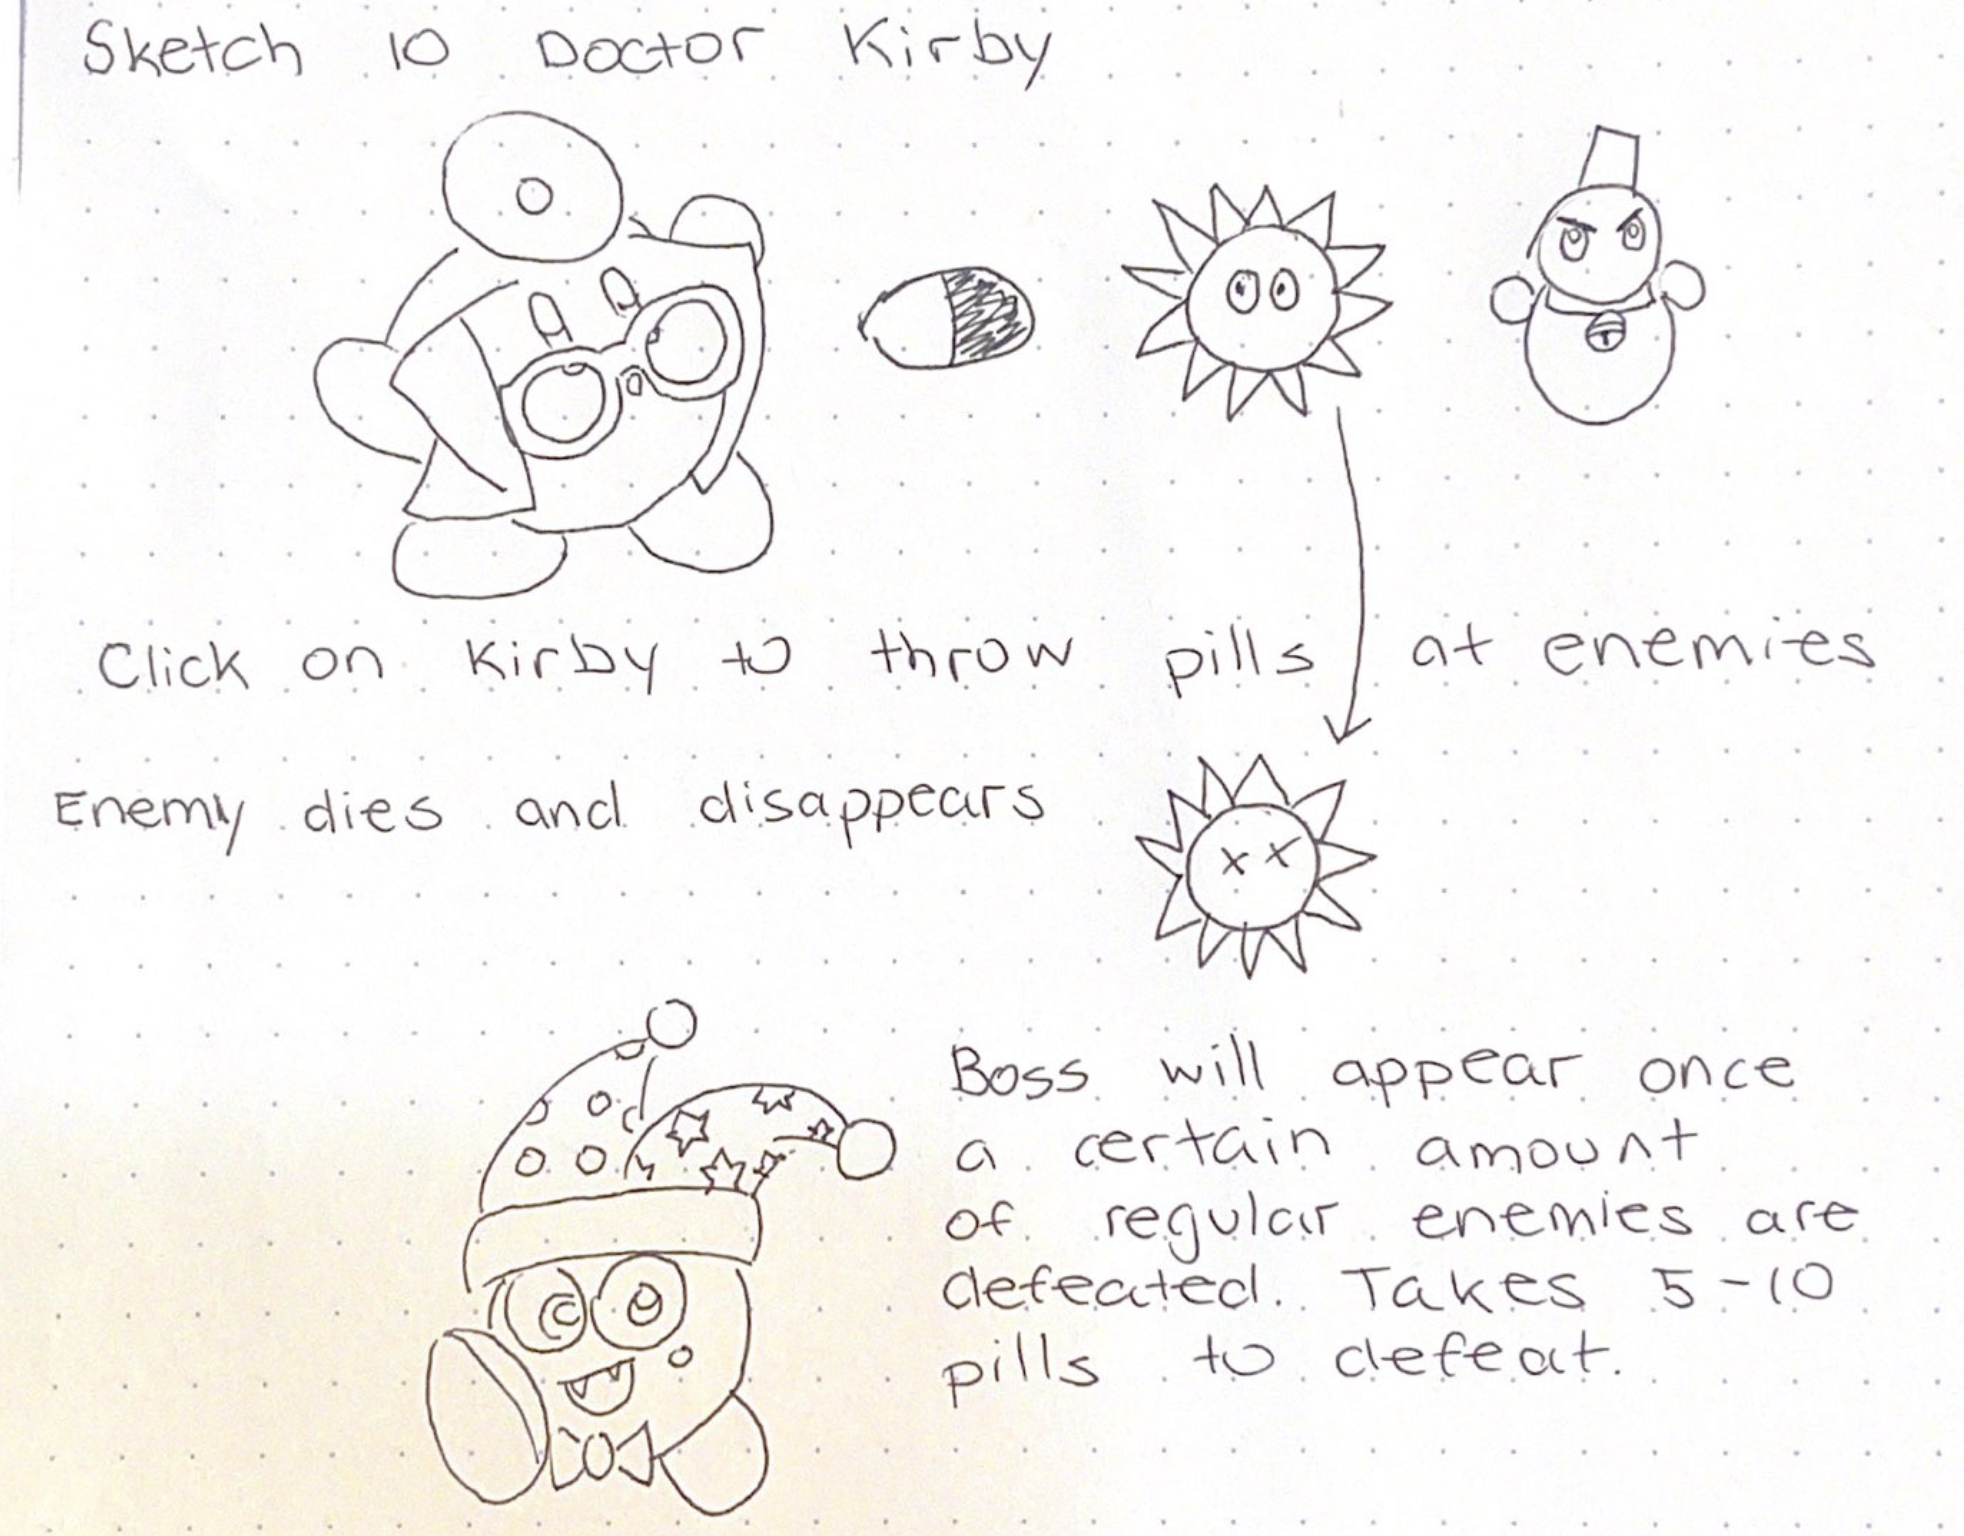 Sketch 10 Doctor Kirby
Click on Kirby to throw pills at enemies
Enemy dies and disappears
Boss will appear once
a certain amount
of regular enemies are
defeated. Takes 5-10
pills to defeat.